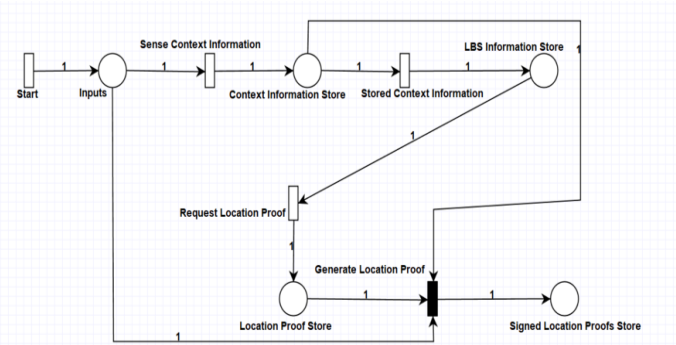 Sense Context Information
LBS Information Store
1
1
1
1
1
1
Start
Inputs
Context Information Store
Stored Context Information
1
Request Location Proof
1
Generate Location Proof
1
1
Location Proof Store
Signed Location Proofs Store
1